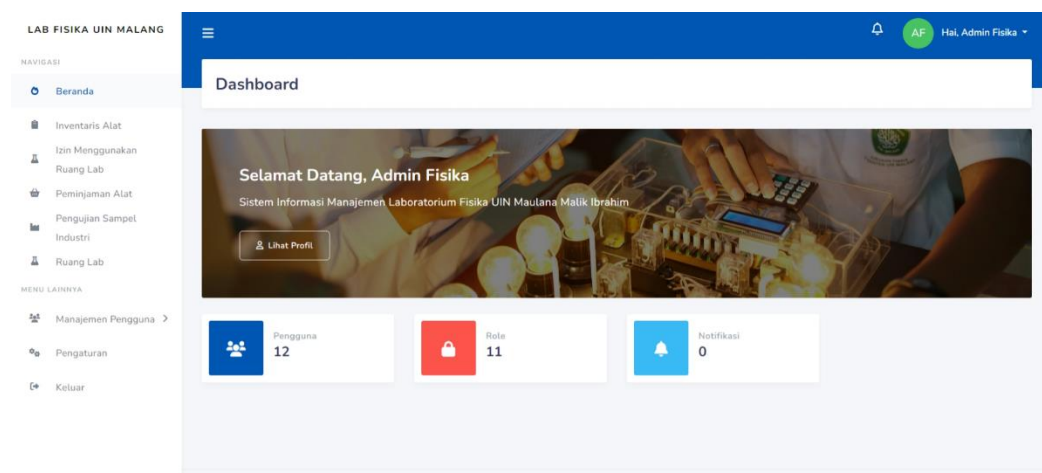 LAB FISIKA UIN MALANG
Hai, Admin Fisika
AF
NAVIGASI
Beranda
Inventaris Alat
Izin Menggunakan
Ruang Lab
Peminjaman Alat
Pengujian Sampel
Industri
Ruang Lab
MENU LAINNYA
Manajemen Pengguna
Pengaturan
Keluar
Dashboard
Selamat Datang, Admin Fisika
Sistem Informasi Manajemen Laboratorium Fisika UIN Maulana Malik Ibrahim
Lihat Profil
Pengguna
12
Role
11
Notifikasi
0